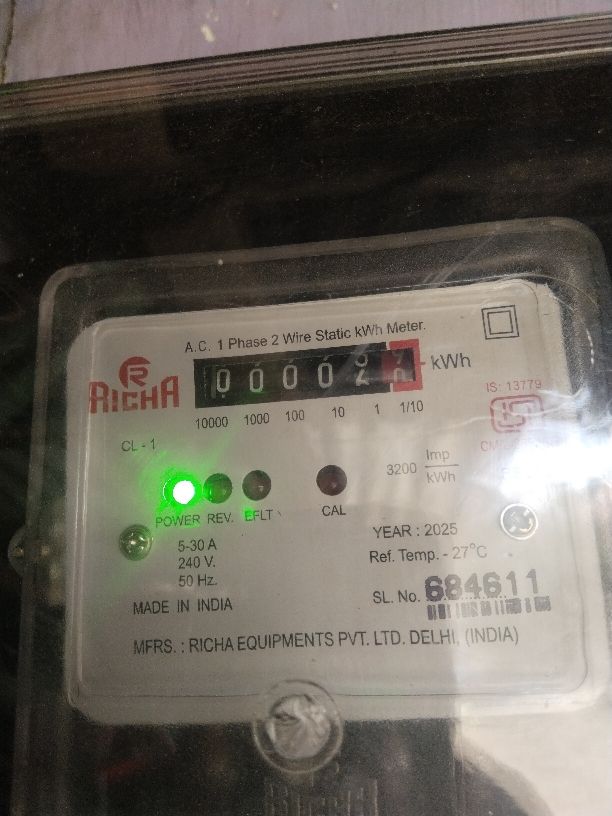 A.C. 1 Phase 2 Wire Static kWh Meter.
R
RICHA
0 0 0 0
kWh
10000 1000 100 10 1 1/10
IS: 13779
CL - 1
3200 Imp
kWh
POWER REV. EFLT CAL
5-30 A
240 V.
50 Hz.
YEAR : 2025
Ref. Temp. - 27°C
SL. No. 684611
MADE IN INDIA
MFRS. : RICHA EQUIPMENTS PVT. LTD. DELHI, (INDIA)